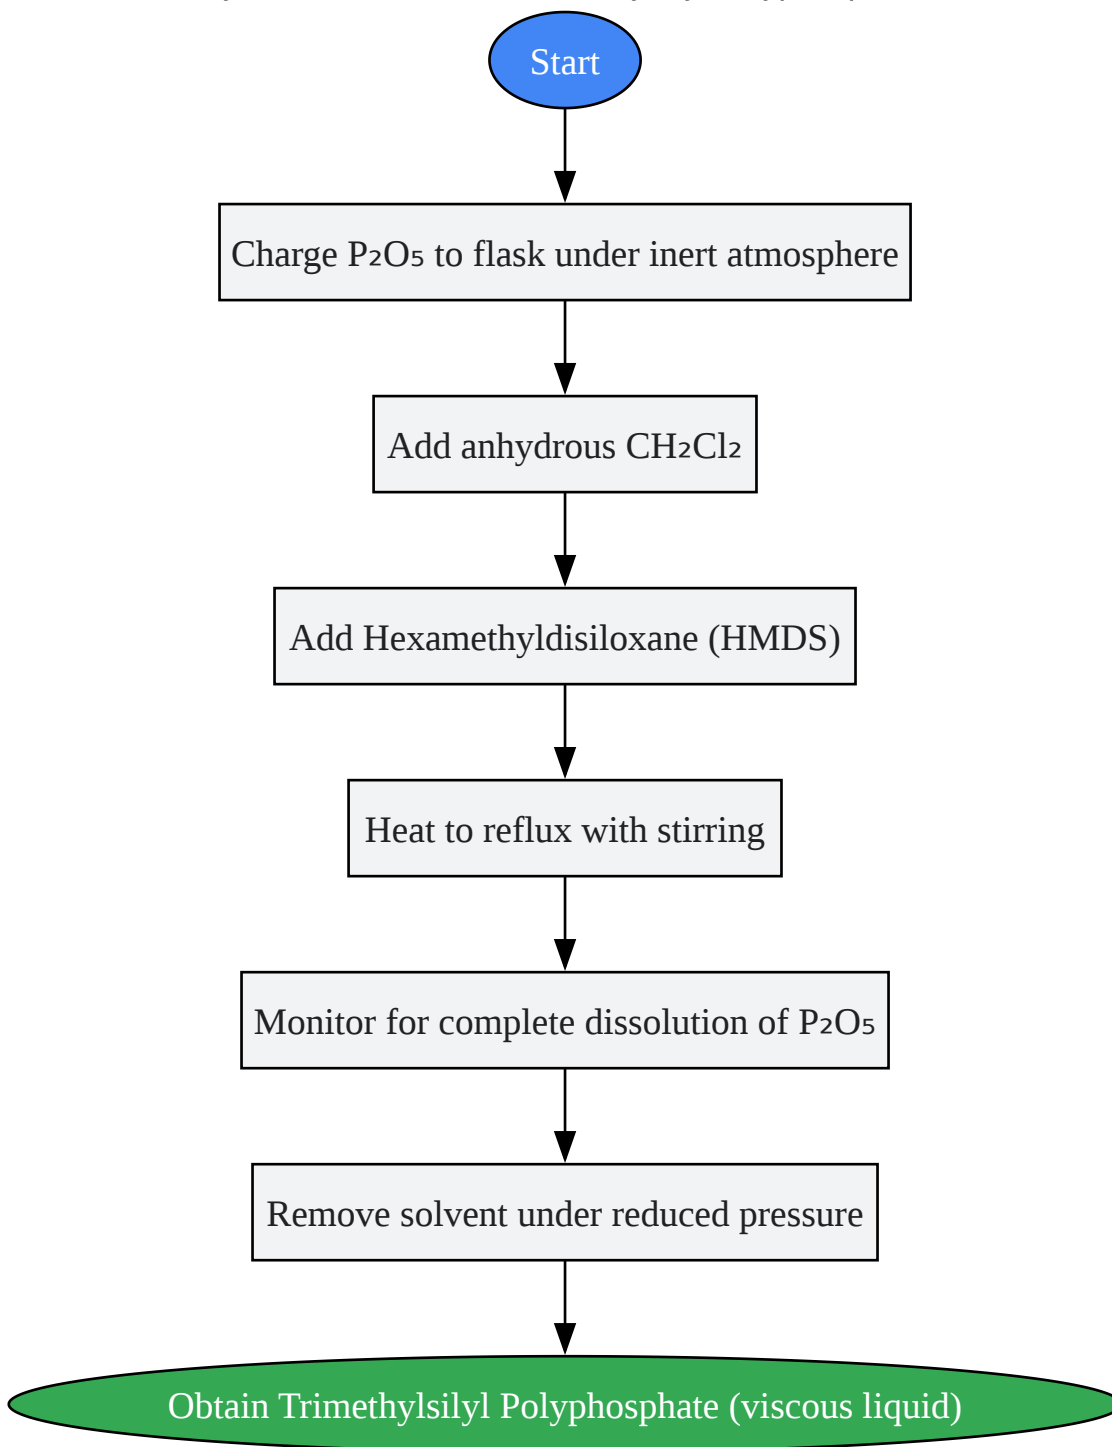 Start
Charge P₂O₅ to flask under inert atmosphere
Add anhydrous CH₂Cl₂
Add Hexamethyldisiloxane (HMDS)
Heat to reflux with stirring
Monitor for complete dissolution of P₂O₅
Remove solvent under reduced pressure
Obtain Trimethylsilyl Polyphosphate (viscous liquid)